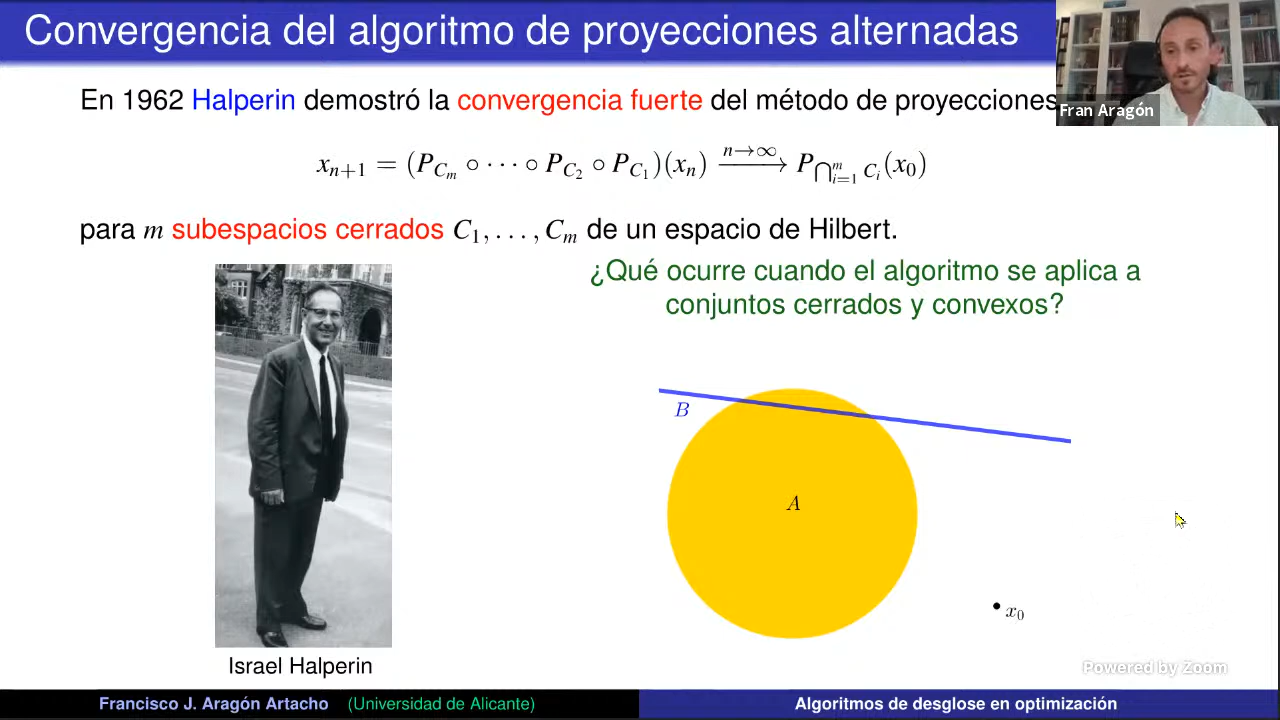 Convergencia del algoritmo de proyecciones alternadas
Fran Aragón
En 1962 Halperin demostró la convergencia fuerte del método de proyecciones
x_{n+1} = (P_{C_m} ∘ ⋯ ∘ P_{C_2} ∘ P_{C_1})(x_n) \xrightarrow{n→∞} P_{⋂_{i=1}^m C_i}(x_0)
para m subespacios cerrados C_1, …, C_m de un espacio de Hilbert.
¿Qué ocurre cuando el algoritmo se aplica a
conjuntos cerrados y convexos?
B
A
x_0
Israel Halperin
Powered by Zoom
Francisco J. Aragón Artacho (Universidad de Alicante)
Algoritmos de desglose en optimización